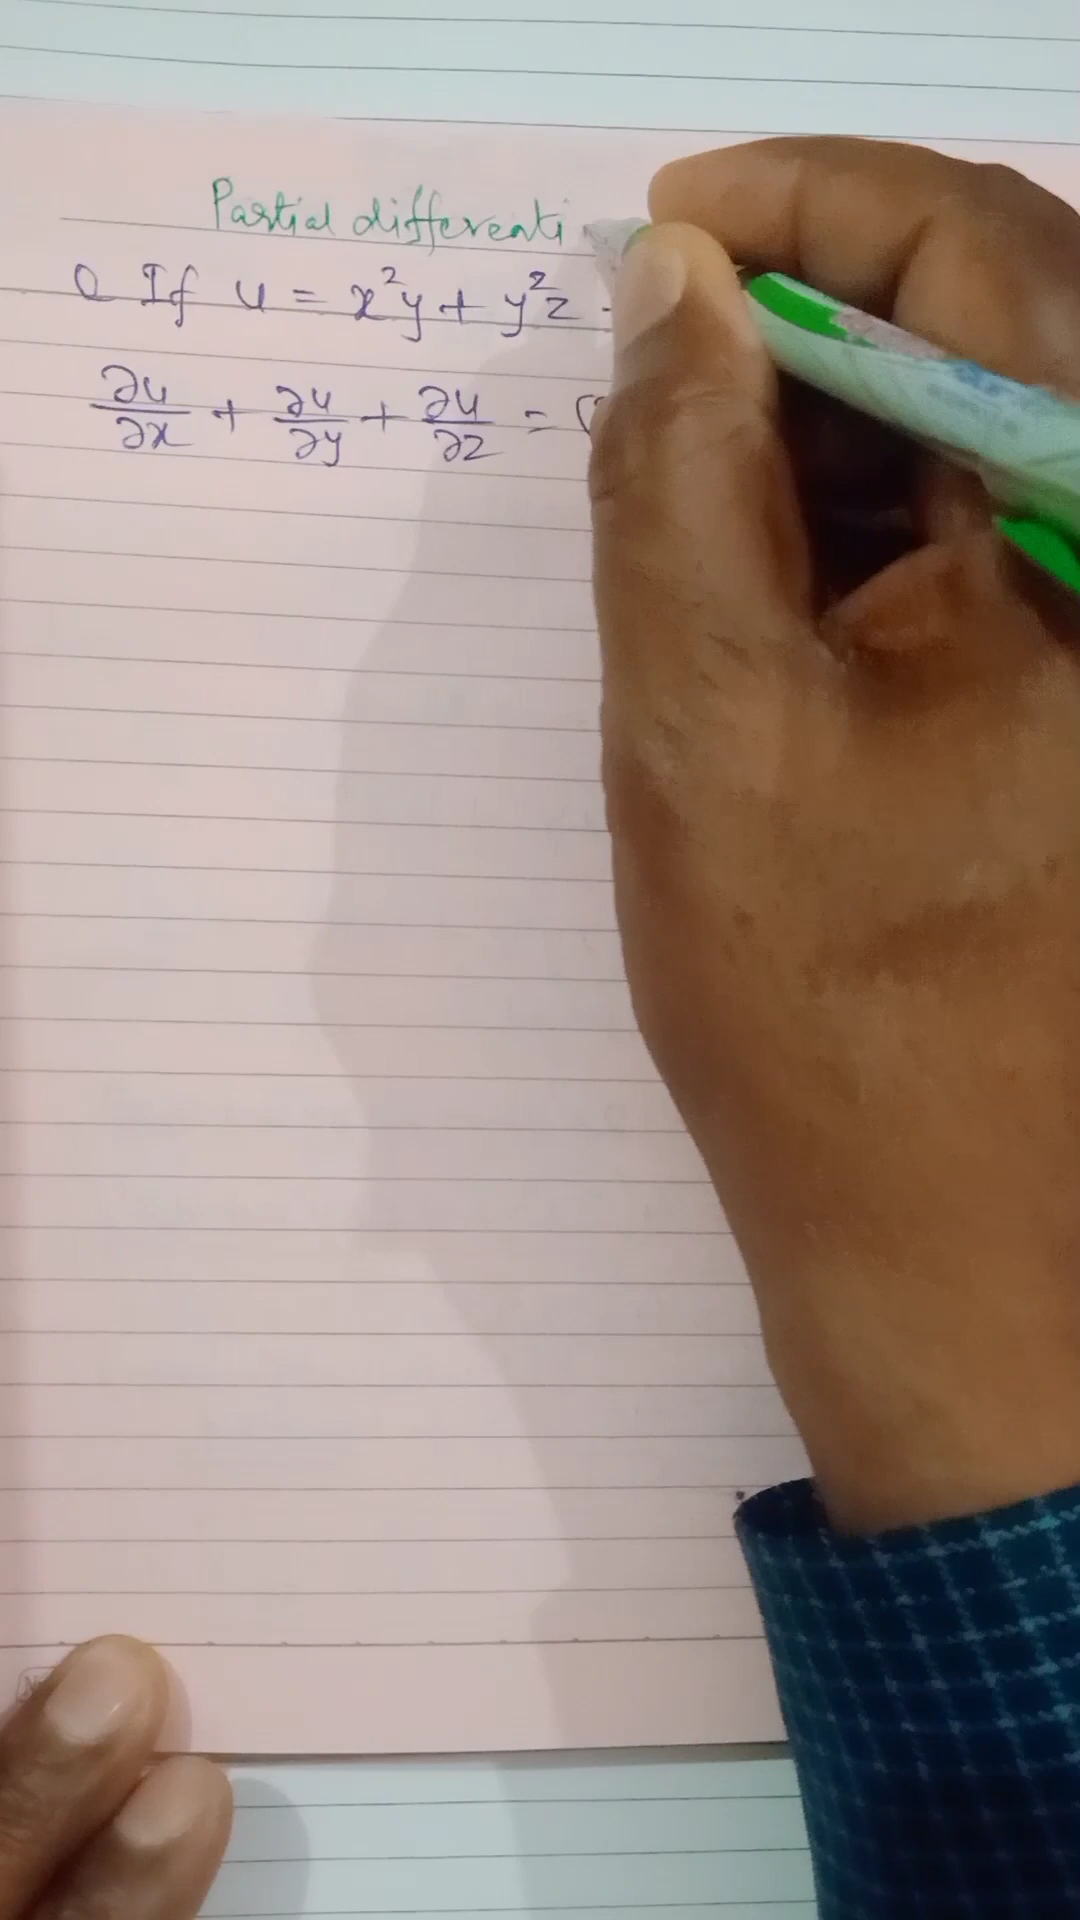 Partial differenti
Q If u = x²y + y²z -
∂u/∂x + ∂u/∂y + ∂u/∂z = (